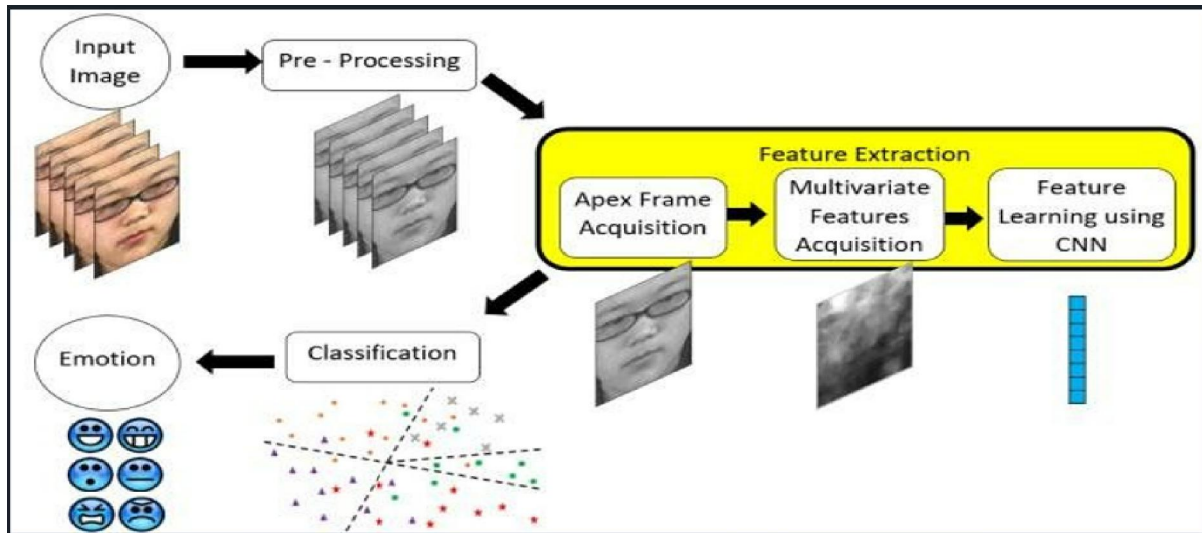 Input
Image
Pre - Processing
Feature Extraction
Apex Frame
Acquisition
Multivariate
Features
Acquisition
Feature
Learning using
CNN
Classification
Emotion